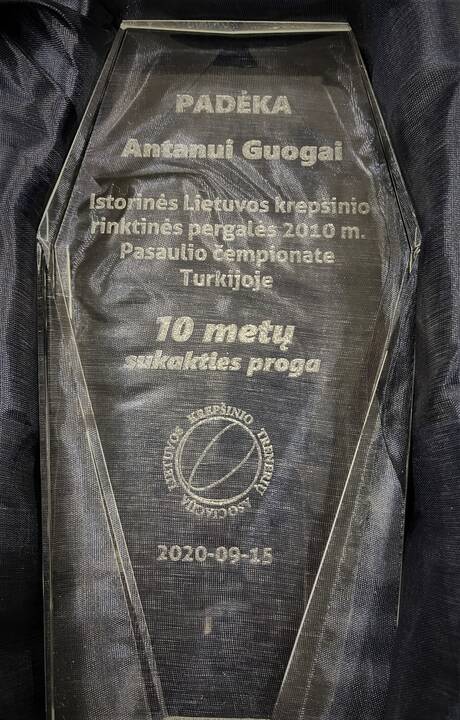 PADĖKA
Antanui Guogai
Istorinės Lietuvos krepšinio
rinktinės pergalės 2010 m.
Pasaulio čempionate
Turkijoje
10 metų
sukakties proga
LIETUVOS KREPŠINIO TRENERIŲ ASOCIACIJA
2020-09-15